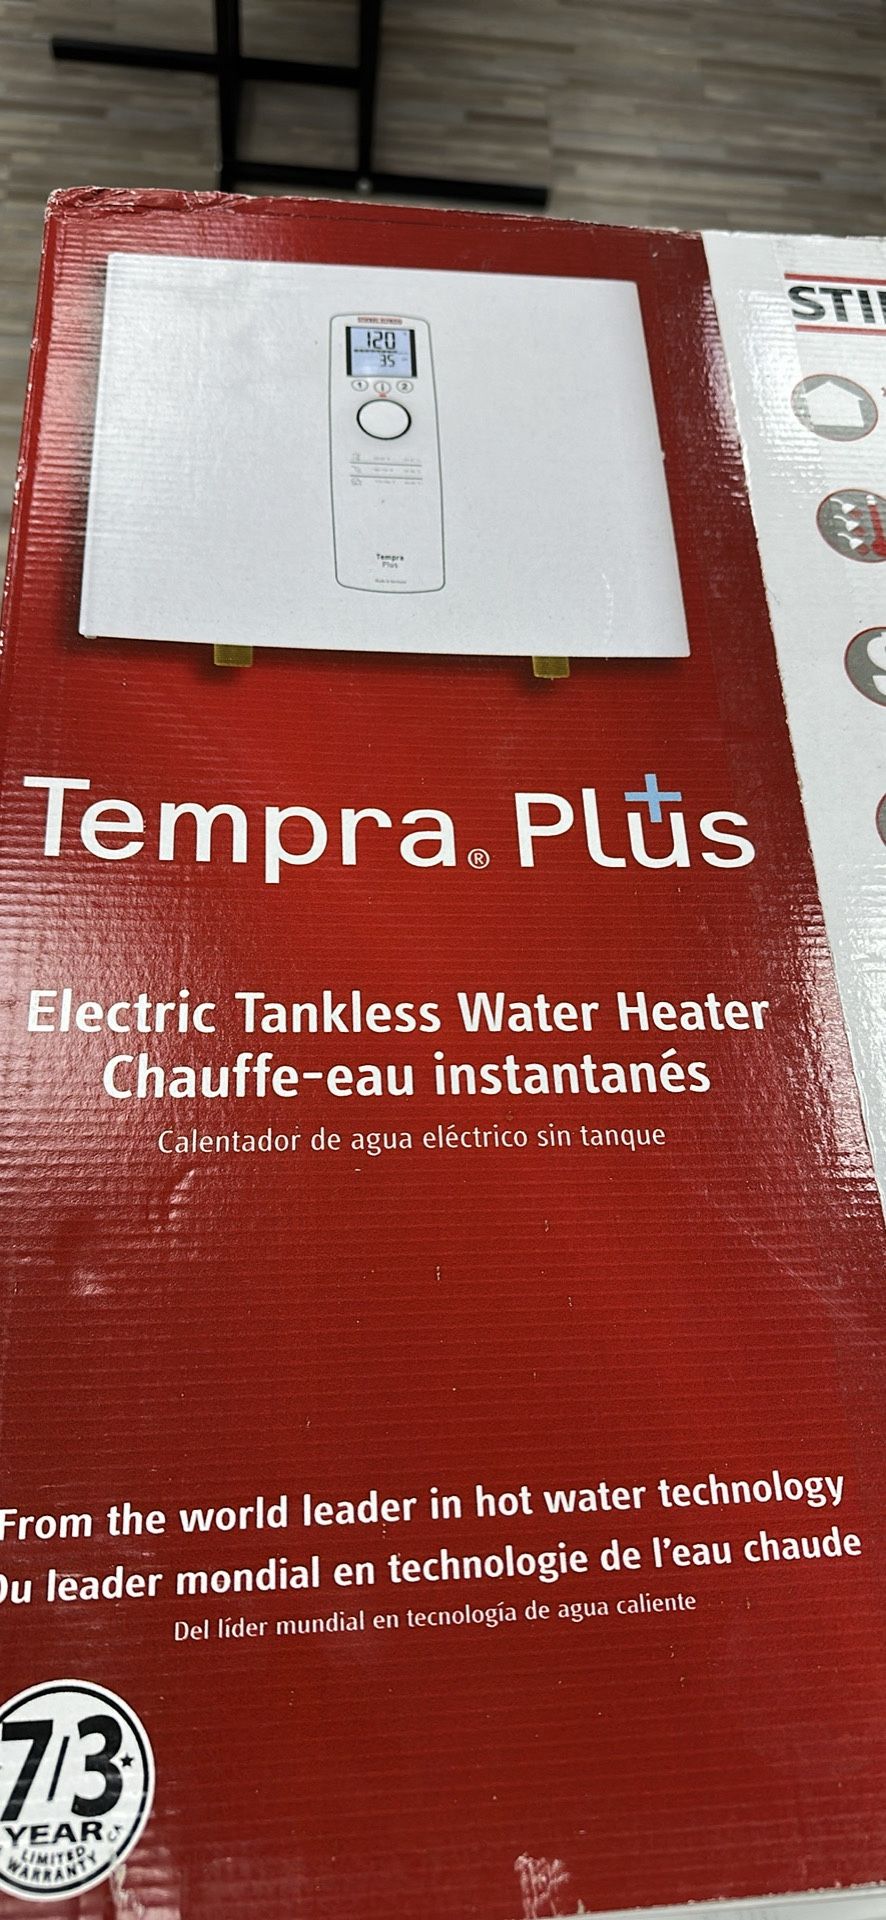 STI
120
35
1 i 2
Tempra
Plus
Tempra® Plus
Electric Tankless Water Heater
Chauffe-eau instantanés
Calentador de agua eléctrico sin tanque
From the world leader in hot water technology
Du leader mondial en technologie de l'eau chaude
Del líder mundial en tecnología de agua caliente
7/3
YEAR
LIMITED
WARRANTY